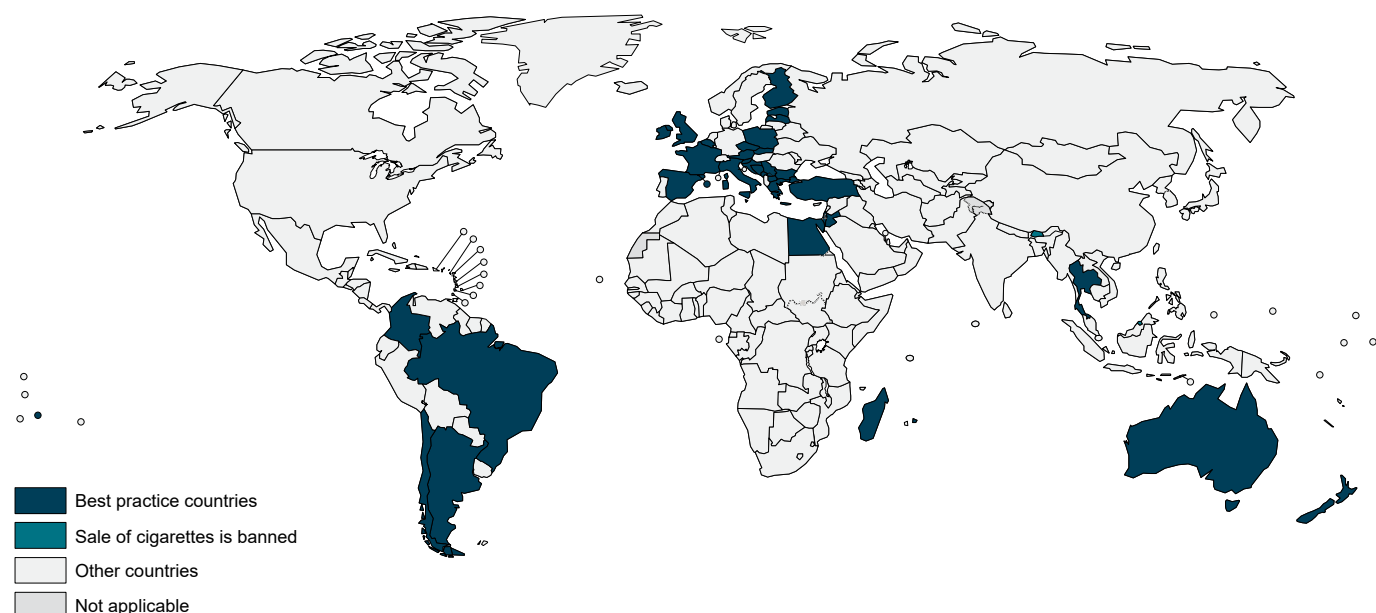 Best practice countries
Sale of cigarettes is banned
Other countries
Not applicable